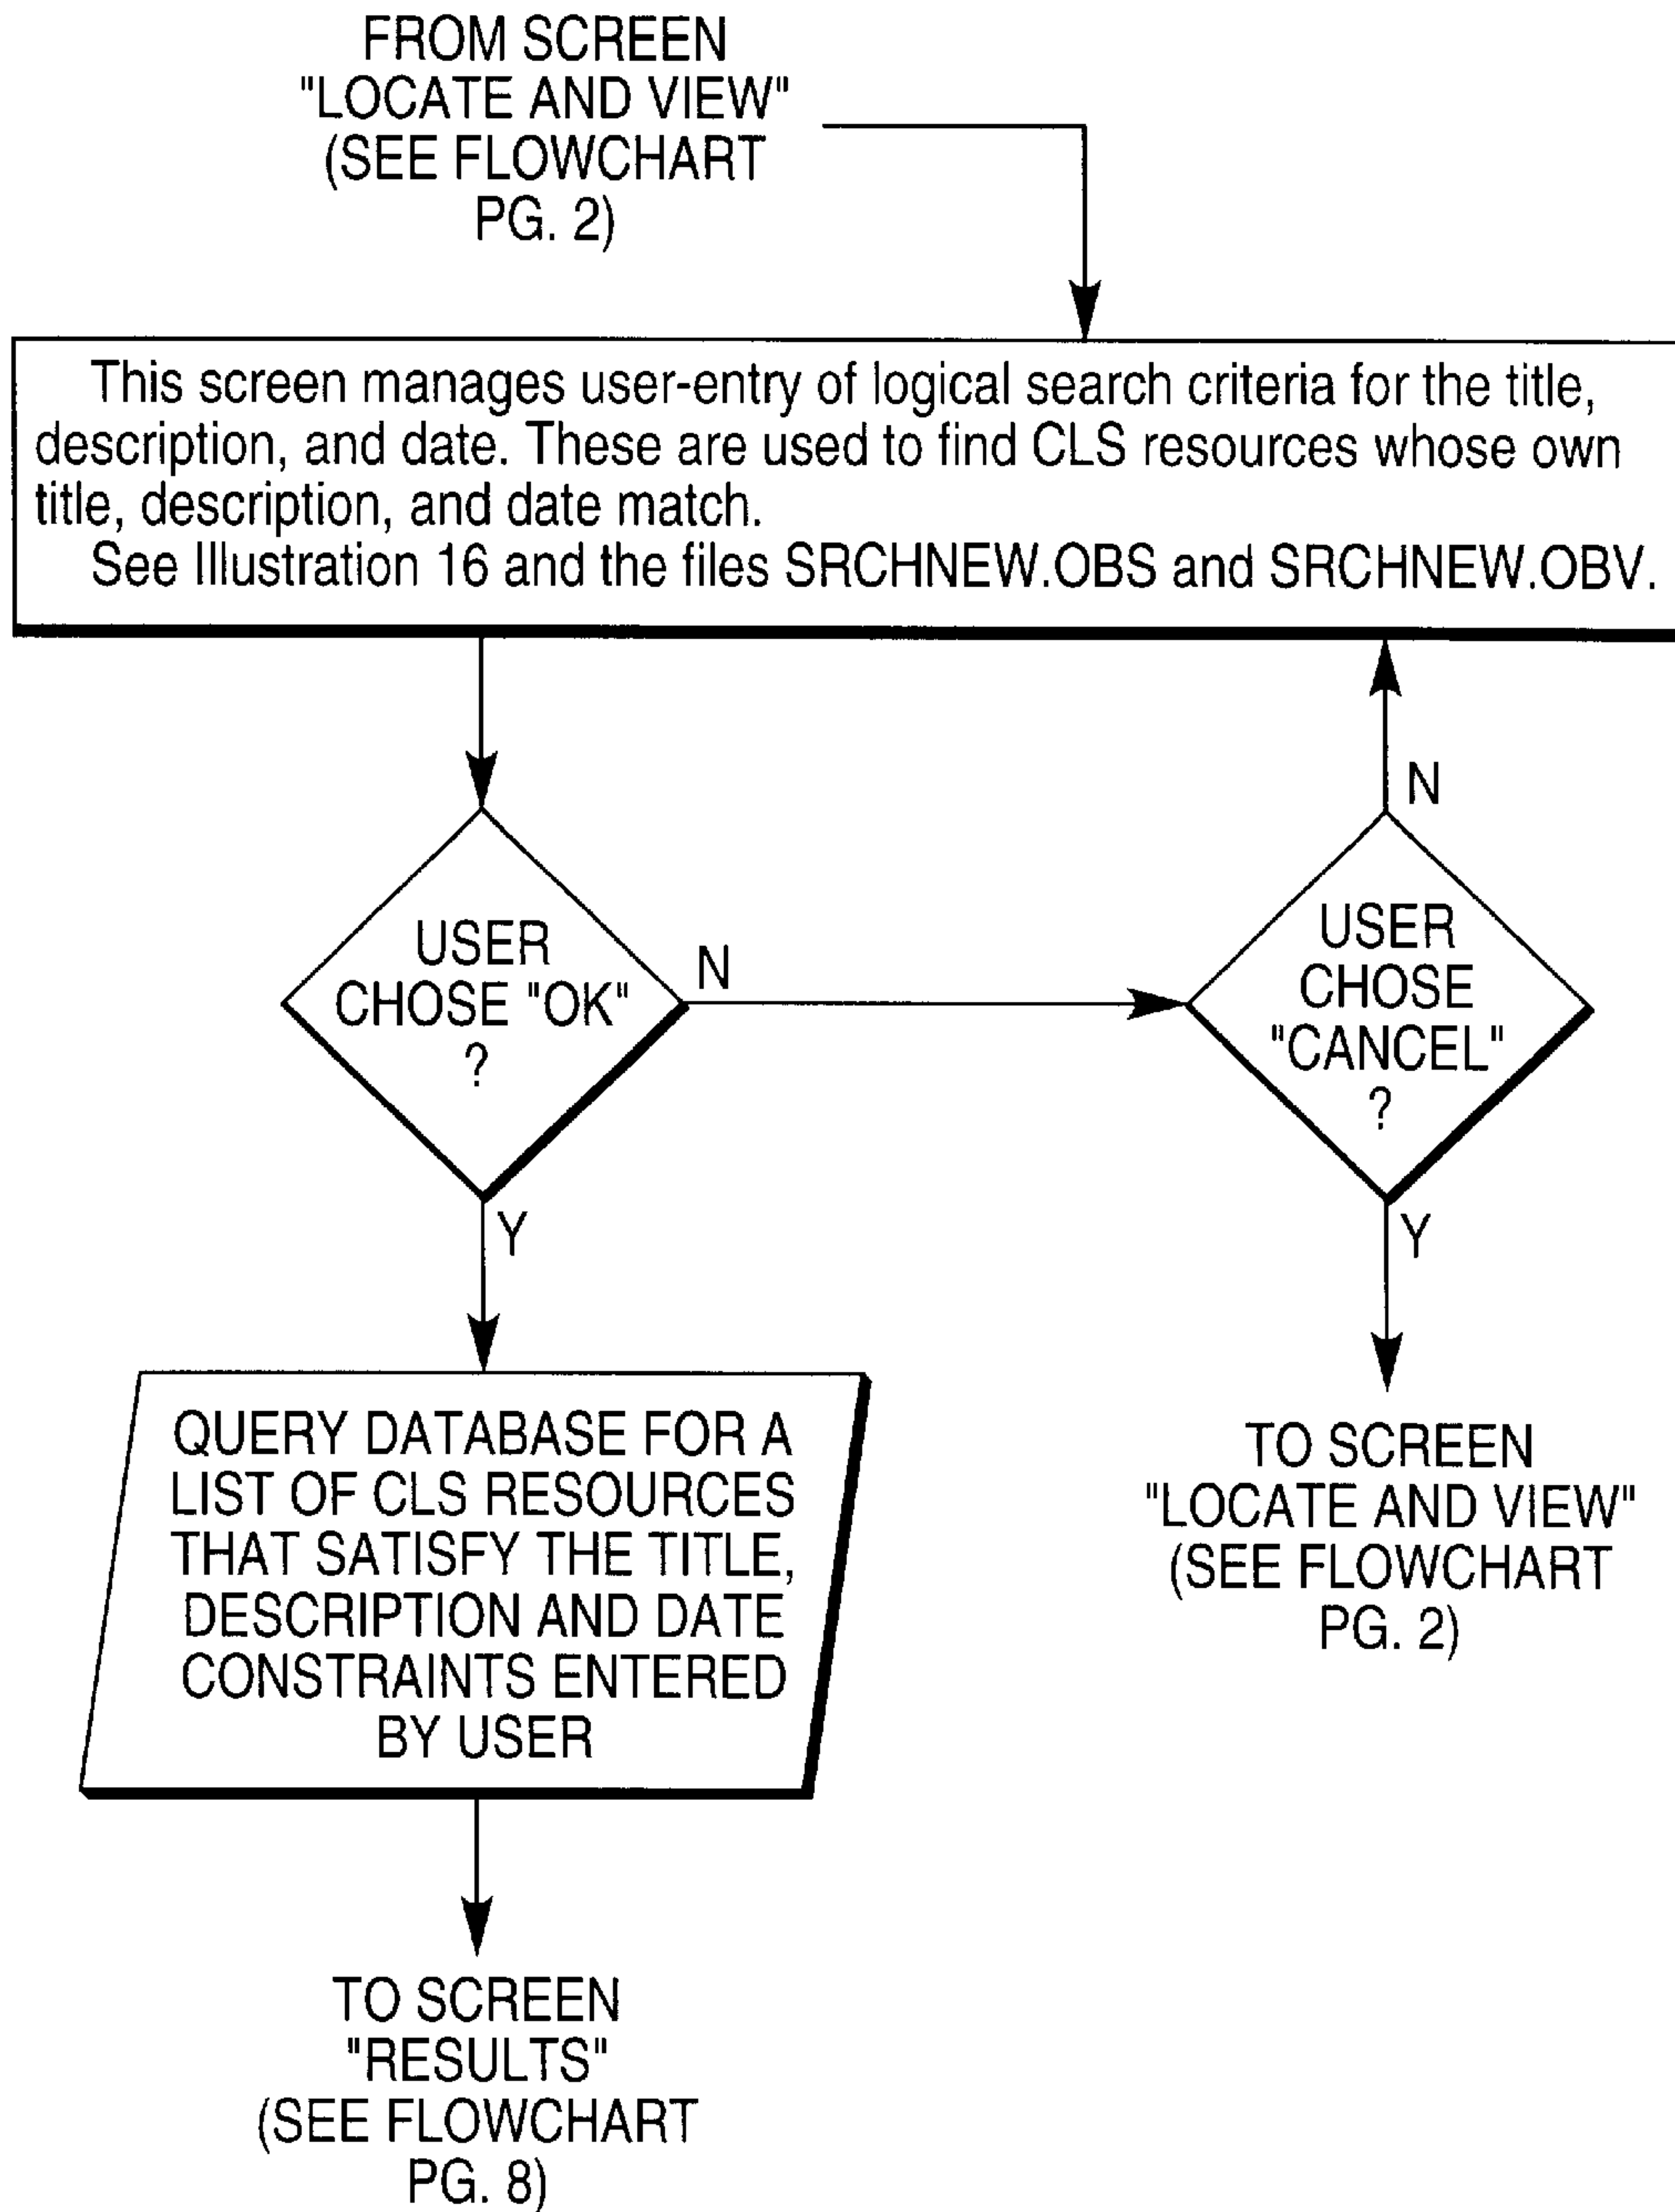 FROM SCREEN
"LOCATE AND VIEW"
(SEE FLOWCHART
PG. 2)
This screen manages user-entry of logical search criteria for the title,
description, and date. These are used to find CLS resources whose own
title, description, and date match.
See Illustration 16 and the files SRCHNEW.OBS and SRCHNEW.OBV.
USER
CHOSE "OK"
?
N
Y
USER
CHOSE
"CANCEL"
?
N
Y
QUERY DATABASE FOR A
LIST OF CLS RESOURCES
THAT SATISFY THE TITLE,
DESCRIPTION AND DATE
CONSTRAINTS ENTERED
BY USER
TO SCREEN
"LOCATE AND VIEW"
(SEE FLOWCHART
PG. 2)
TO SCREEN
"RESULTS"
(SEE FLOWCHART
PG. 8)